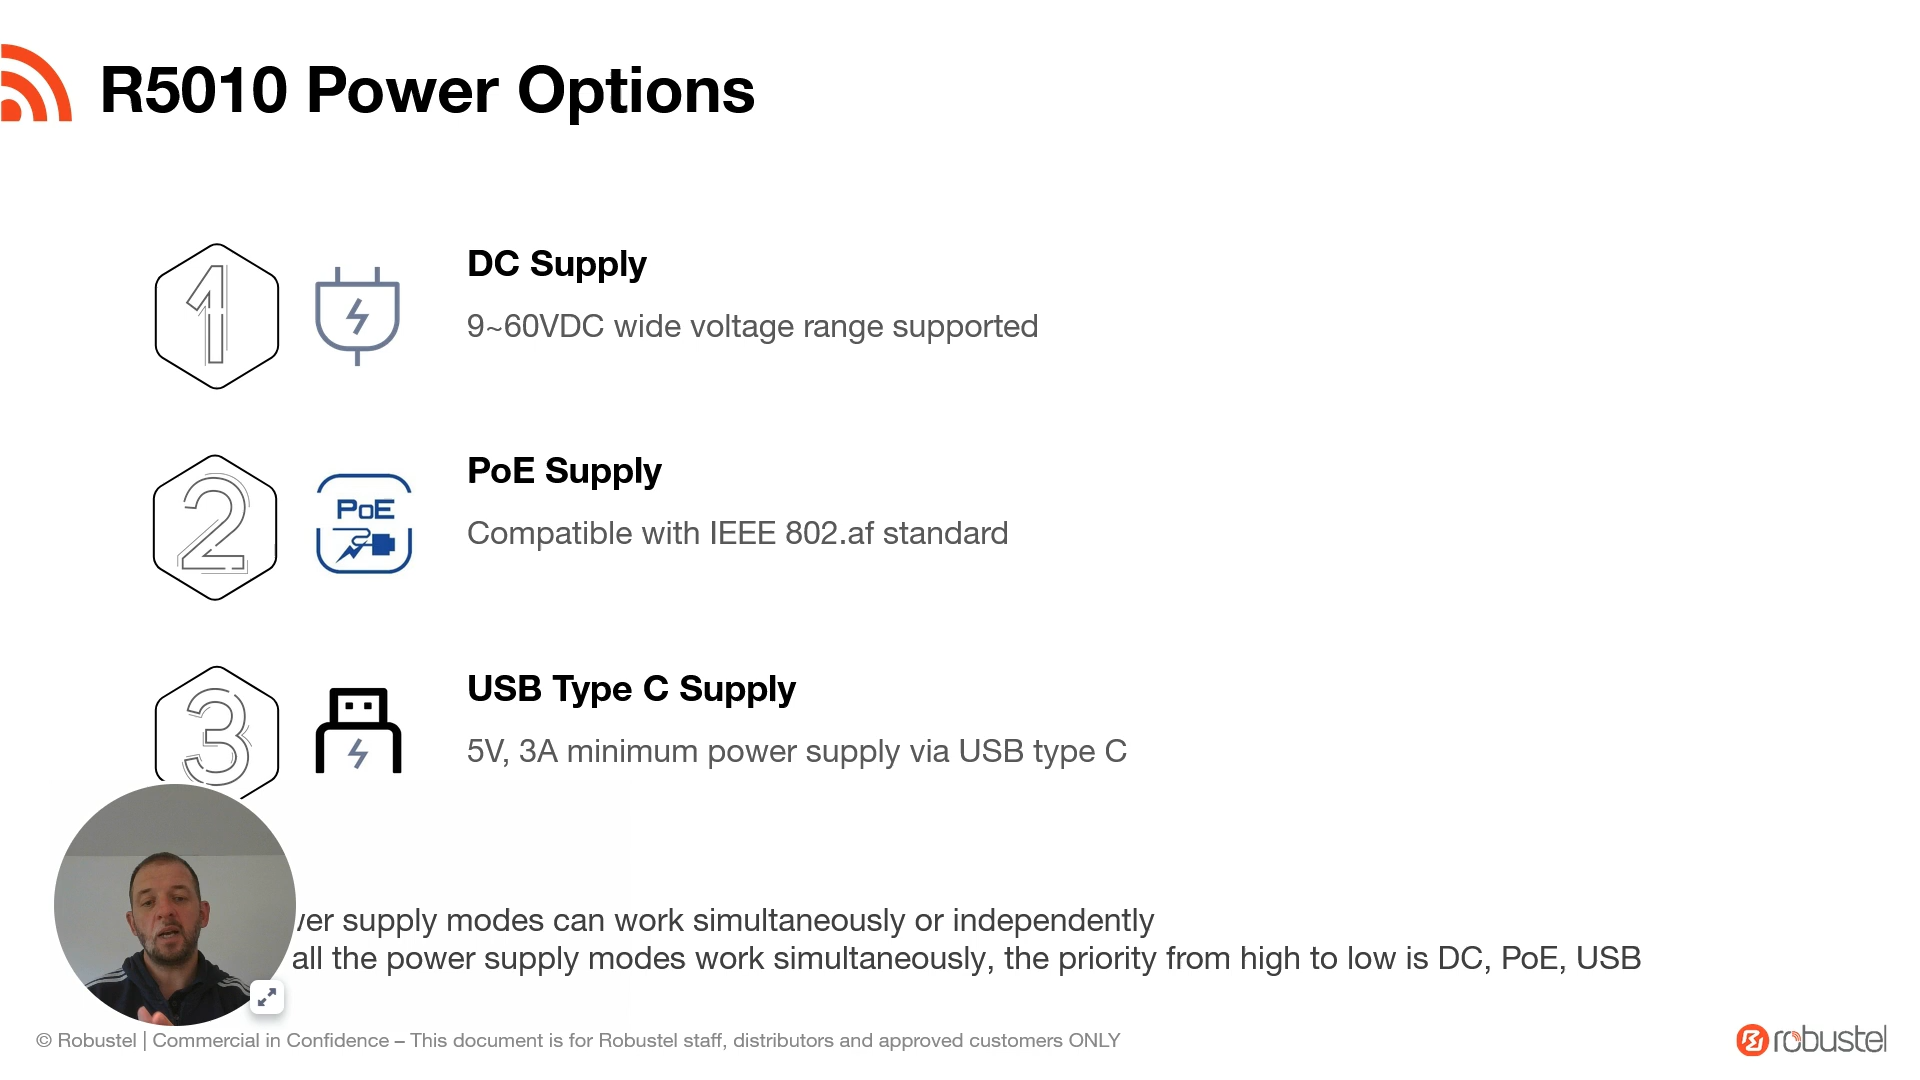 R5010 Power Options
1
DC Supply
9~60VDC wide voltage range supported
2
PoE
PoE Supply
Compatible with IEEE 802.af standard
3
USB Type C Supply
5V, 3A minimum power supply via USB type C
supply modes can work simultaneously or independently
all the power supply modes work simultaneously, the priority from high to low is DC, PoE, USB
© Robustel | Commercial in Confidence – This document is for Robustel staff, distributors and approved customers ONLY
robustel